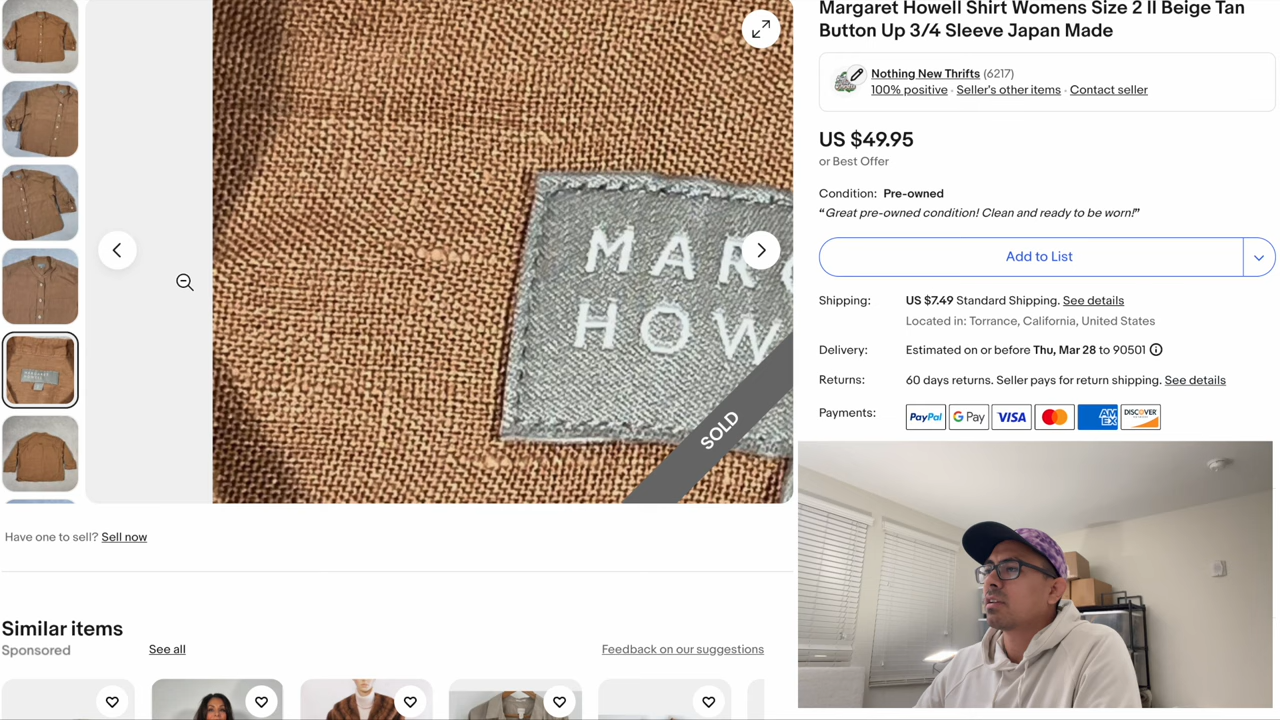 Margaret Howell Shirt Womens Size 2 II Beige Tan
Button Up 3/4 Sleeve Japan Made
Nothing New Thrifts (6217)
100% positive · Seller's other items · Contact seller
US $49.95
or Best Offer
Condition: Pre-owned
“Great pre-owned condition! Clean and ready to be worn!”
Add to List
Shipping: US $7.49 Standard Shipping. See details
Located in: Torrance, California, United States
Delivery: Estimated on or before Thu, Mar 28 to 90501
Returns: 60 days returns. Seller pays for return shipping. See details
Payments: PayPal G Pay VISA AM EX DISCOVER
MAR
HOW
SOLD
Have one to sell? Sell now
Similar items
Sponsored See all
Feedback on our suggestions